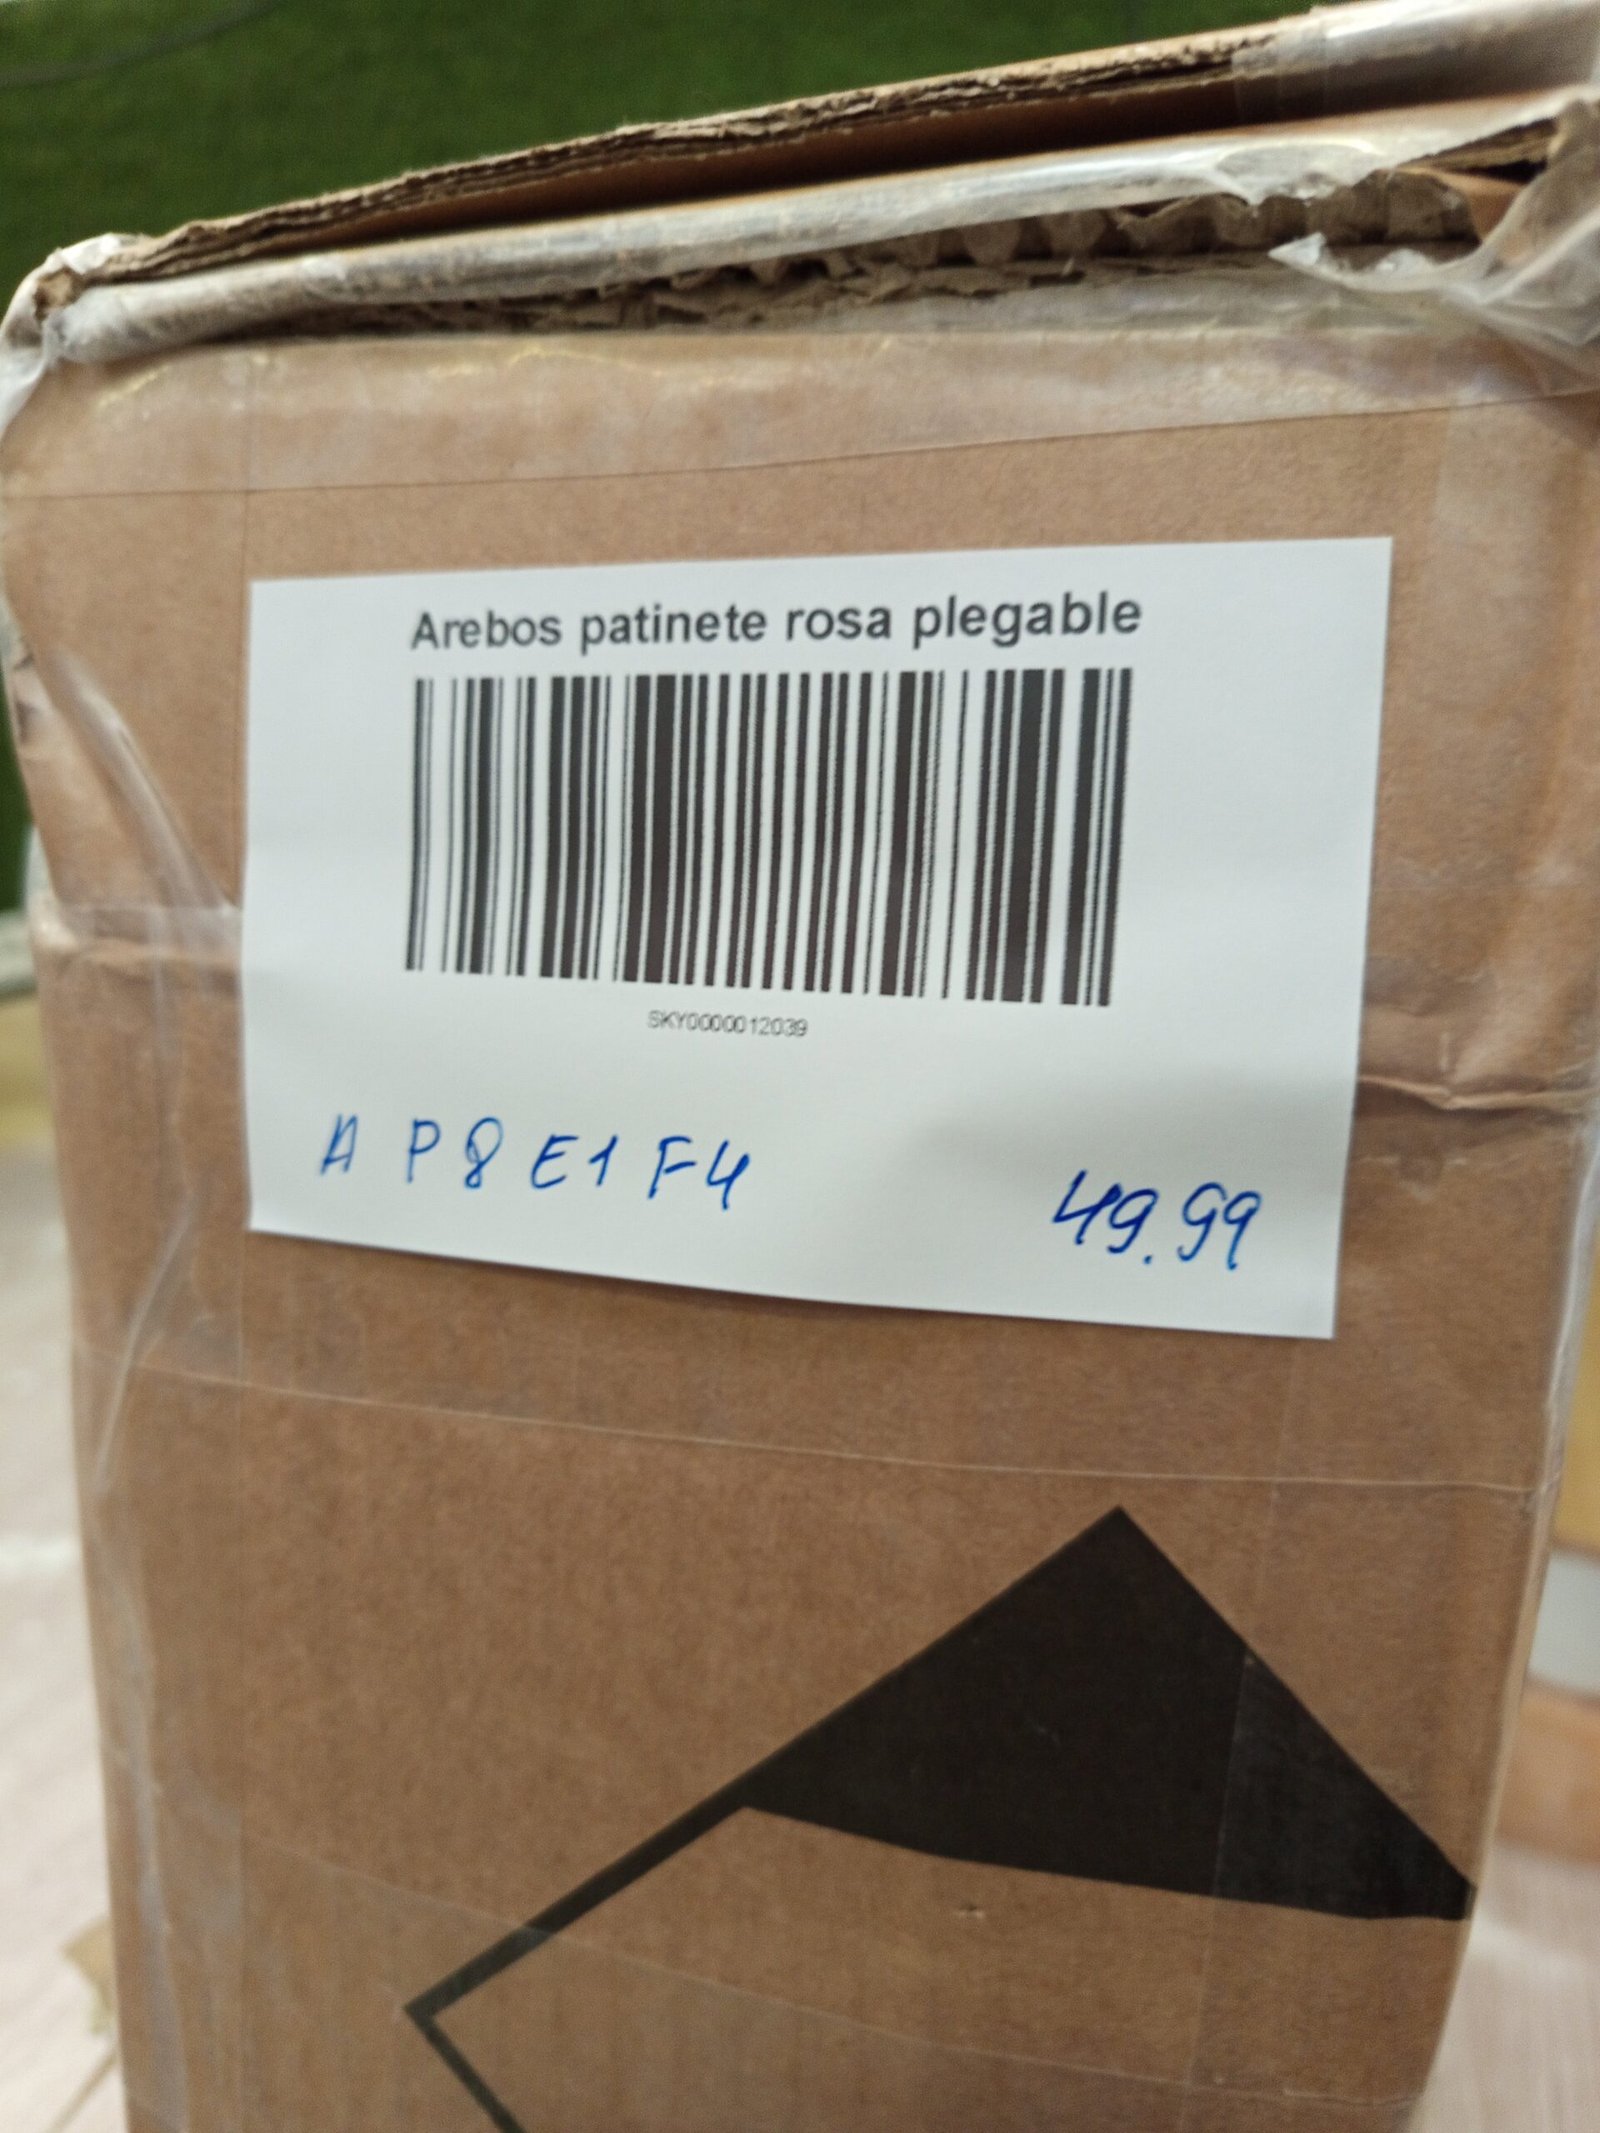 Arebos patinete rosa plegable
SKY0000012039
A P8 E1 F4 49.99